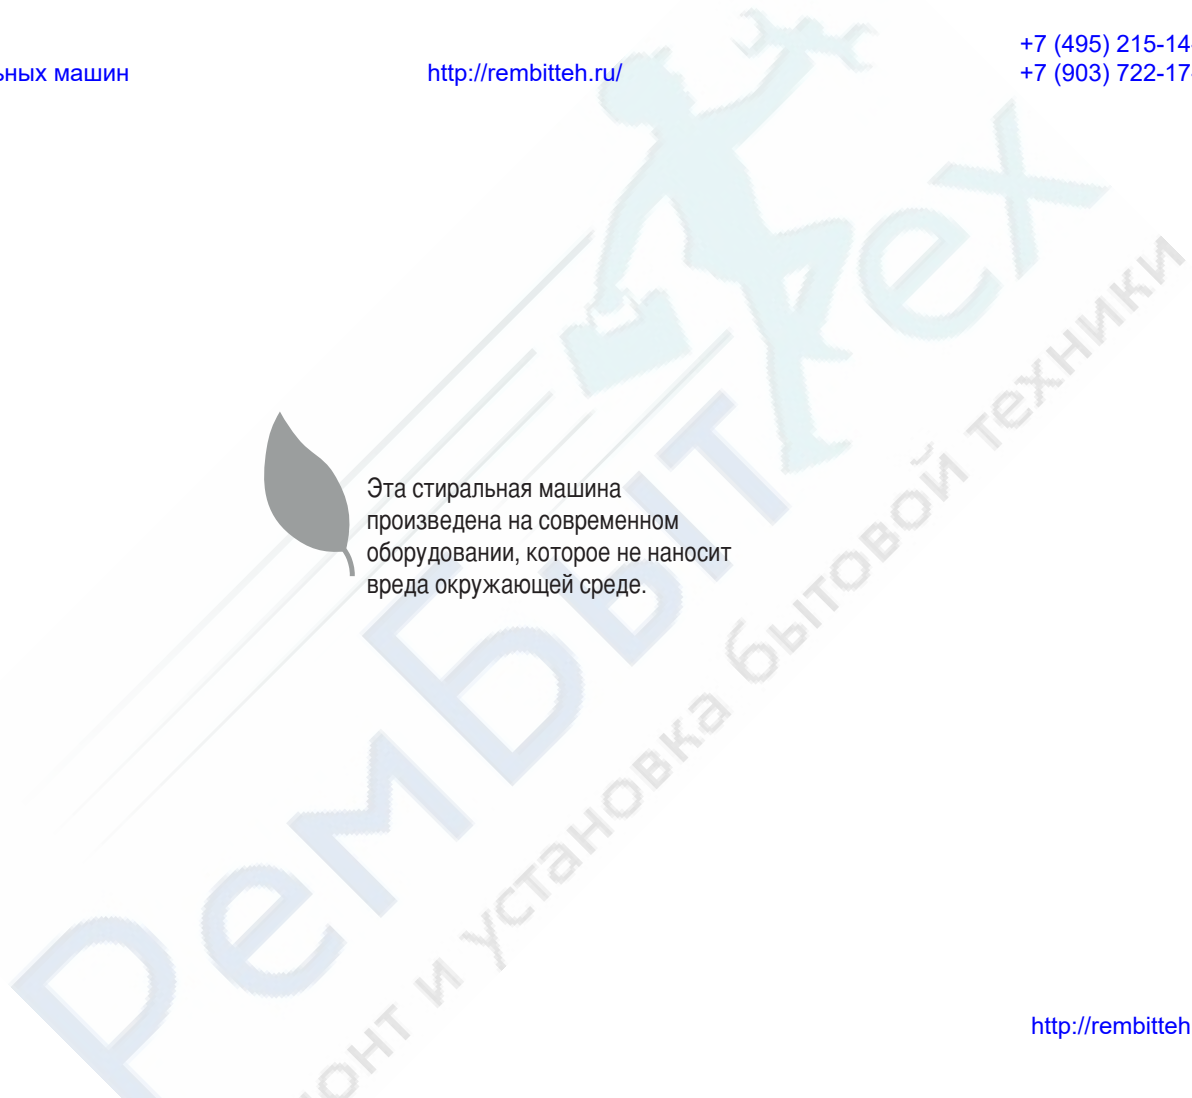 +7 (495) 215-14-
ьных машин http://rembitteh.ru/ +7 (903) 722-17-
Эта стиральная машина
произведена на современном
оборудовании, которое не наносит
вреда окружающей среде.
РемБытТех
монт и установка бытовой техники
http://rembitteh